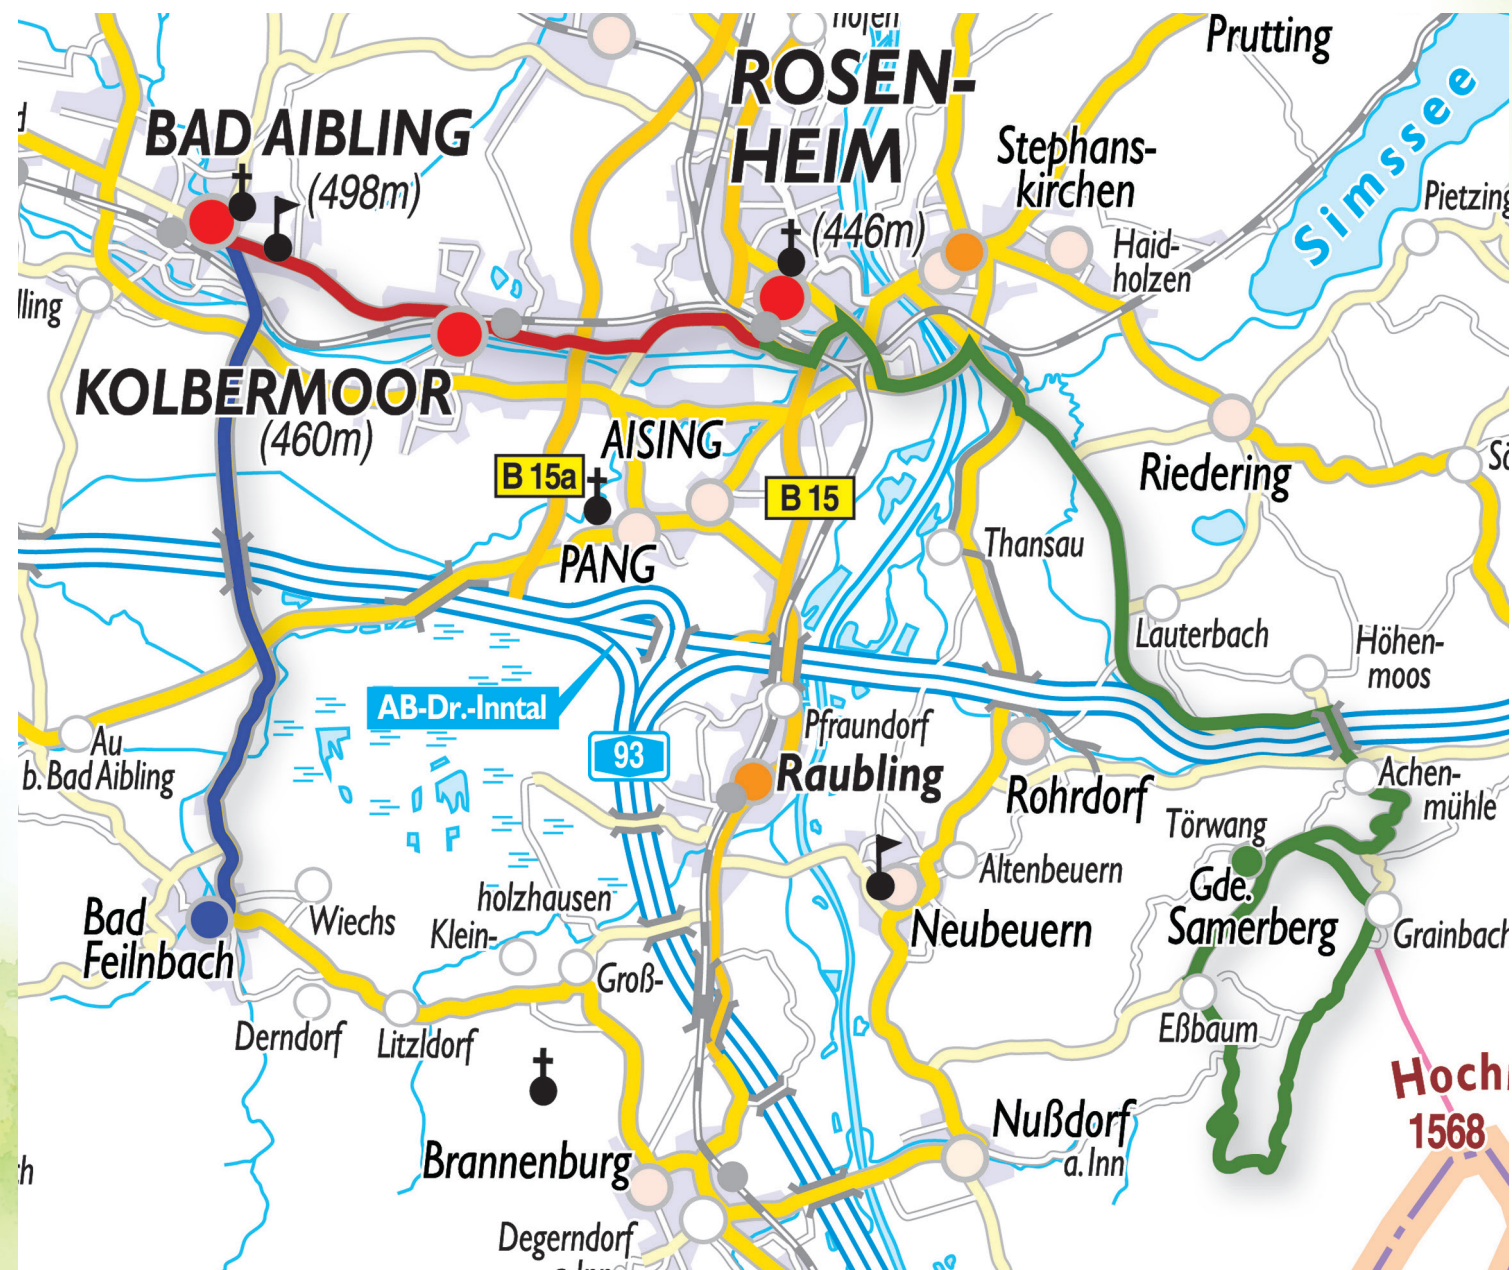 Prutting
ROSEN-
HEIM
(446m)
BAD AIBLING
(498m)
Stephans-
kirchen
Simssee
Pietzing
Haid-
holzen
KOLBERMOOR
(460m)
AISING
B 15a
B 15
Riedering
PANG
Thansau
Lauterbach
Höhen-
moos
AB-Dr.-Inntal
93
Pfraundorf
Raubling
Au
b. Bad Aibling
Rohrdorf
Achen-
mühle
Törwang
Gde.
Samerberg
Altenbeuern
Neubeuern
Grainbach
holzhausen
Klein-
Groß-
Wiechs
Bad
Feilnbach
Derndorf
Litzldorf
Eßbaum
Hoch
1568
Nußdorf
a. Inn
Brannenburg
Degerndorf